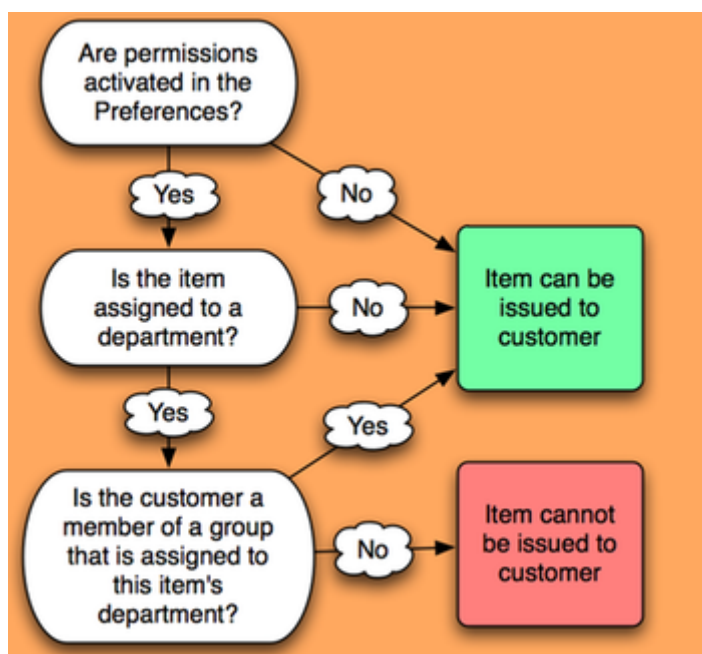 Are permissions
activated in the
Preferences?
Yes
No
Is the item
assigned to a
department?
No
Item can be
issued to
customer
Yes
Yes
Is the customer a
member of a group
that is assigned to
this item's
department?
No
Item cannot
be issued to
customer